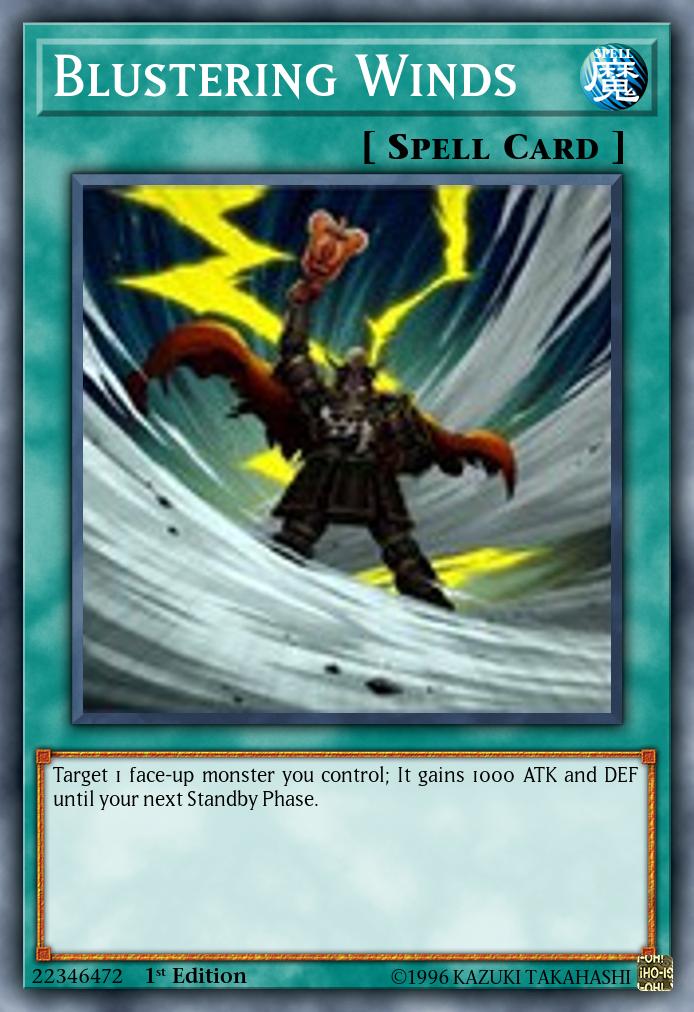 BLUSTERING WINDS
SPELL
魔
[ SPELL CARD ]
Target 1 face-up monster you control; It gains 1000 ATK and DEF
until your next Standby Phase.
22346472 1st Edition ©1996 KAZUKI TAKAHASHI